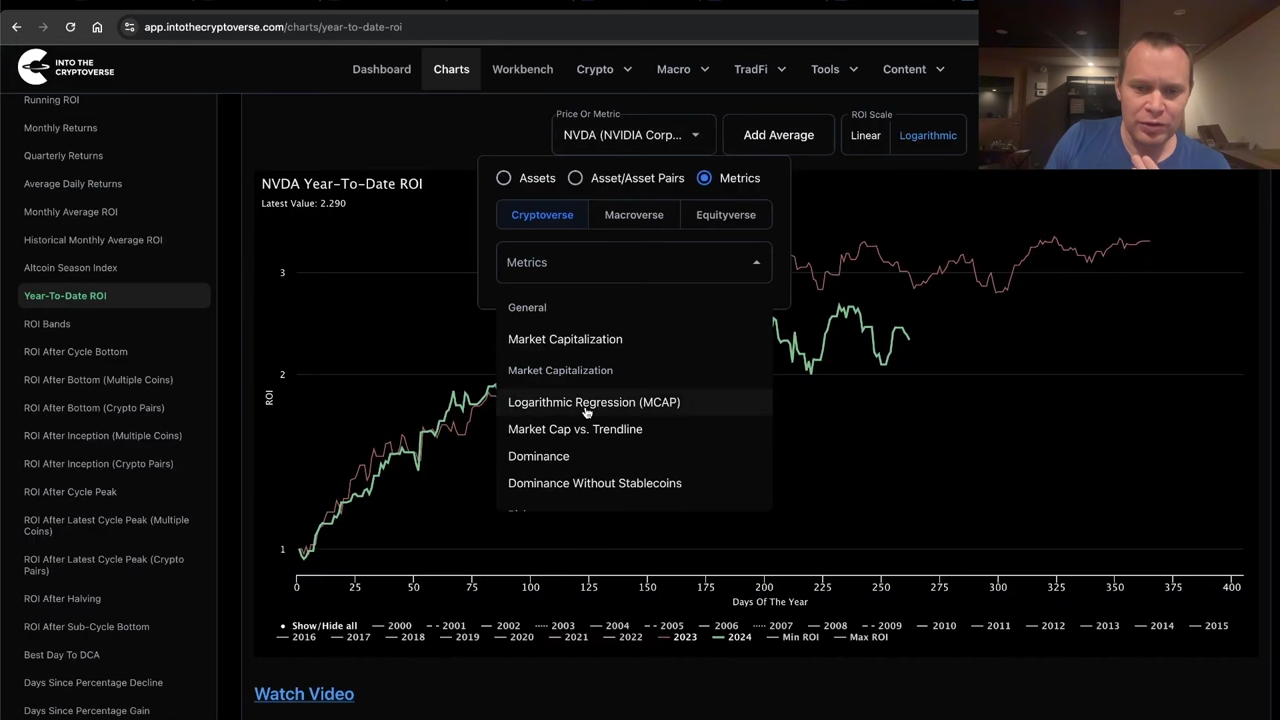 app.intothecryptoverse.com/charts/year-to-date-roi
INTO THE
CRYPTOVERSE
Dashboard
Charts
Workbench
Crypto
Macro
TradFi
Tools
Content
Running ROI
Monthly Returns
Quarterly Returns
Average Daily Returns
Monthly Average ROI
Historical Monthly Average ROI
Altcoin Season Index
Year-To-Date ROI
ROI Bands
ROI After Cycle Bottom
ROI After Bottom (Multiple Coins)
ROI After Bottom (Crypto Pairs)
ROI After Inception (Multiple Coins)
ROI After Inception (Crypto Pairs)
ROI After Cycle Peak
ROI After Latest Cycle Peak (Multiple
Coins)
ROI After Latest Cycle Peak (Crypto
Pairs)
ROI After Halving
ROI After Sub-Cycle Bottom
Best Day To DCA
Days Since Percentage Decline
Days Since Percentage Gain
Price Or Metric
NVDA (NVIDIA Corp...
Add Average
ROI Scale
Linear
Logarithmic
Assets
Asset/Asset Pairs
Metrics
Cryptoverse
Macroverse
Equityverse
Metrics
General
Market Capitalization
Market Capitalization
Logarithmic Regression (MCAP)
Market Cap vs. Trendline
Dominance
Dominance Without Stablecoins
NVDA Year-To-Date ROI
Latest Value: 2.290
ROI
3
2
1
0 25 50 75 100 125 150 175 200 225 250 275 300 325 350 375 400
Days Of The Year
Show/Hide all 2000 2001 2002 2003 2004 2005 2006 2007 2008 2009 2010 2011 2012 2013 2014 2015
2016 2017 2018 2019 2020 2021 2022 2023 2024 Min ROI Max ROI
Watch Video